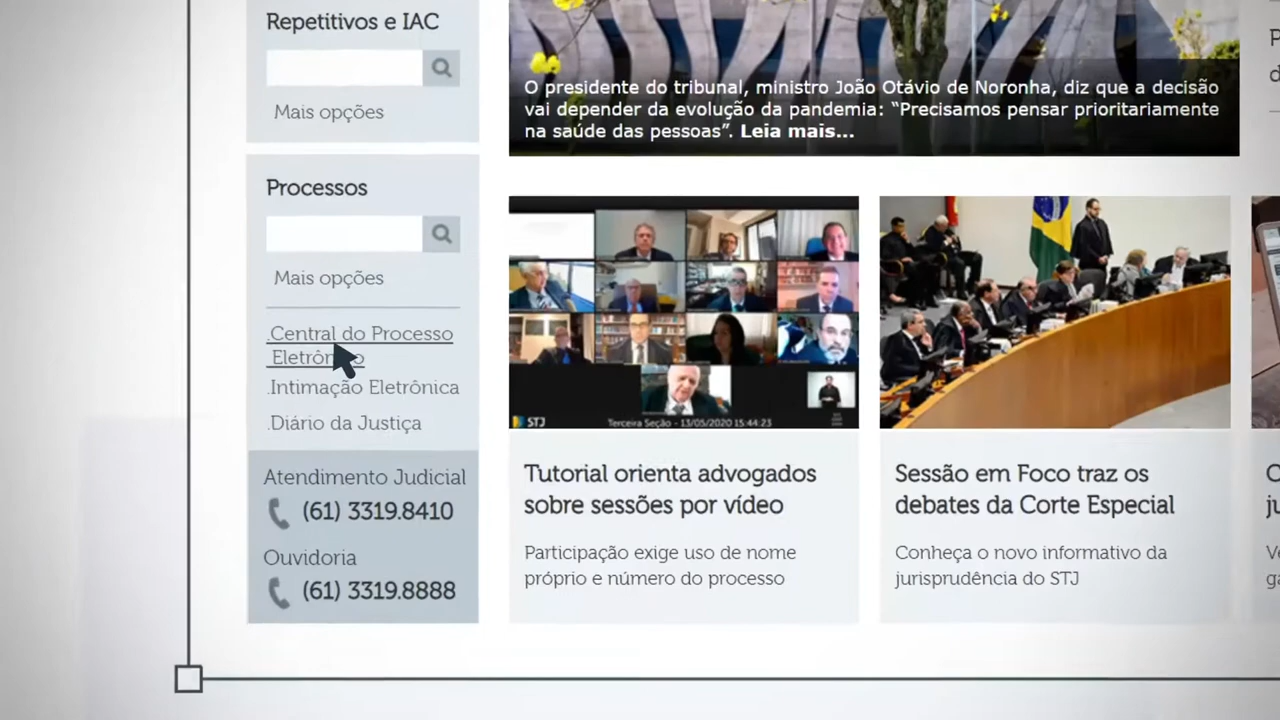 Repetitivos e IAC
Mais opções
Processos
Mais opções
.Central do Processo
.Intimação Eletrônica
.Diário da Justiça
Atendimento Judicial
(61) 3319.8410
Ouvidoria
(61) 3319.8888
O presidente do tribunal, ministro João Otávio de Noronha, diz que a decisão
vai depender da evolução da pandemia: “Precisamos pensar prioritariamente
na saúde das pessoas”. Leia mais...
STJ
Terceira Seção - 13/05/2020 15:44:23
Tutorial orienta advogados
sobre sessões por vídeo
Participação exige uso de nome
próprio e número do processo
Sessão em Foco traz os
debates da Corte Especial
Conheça o novo informativo da
jurisprudência do STJ